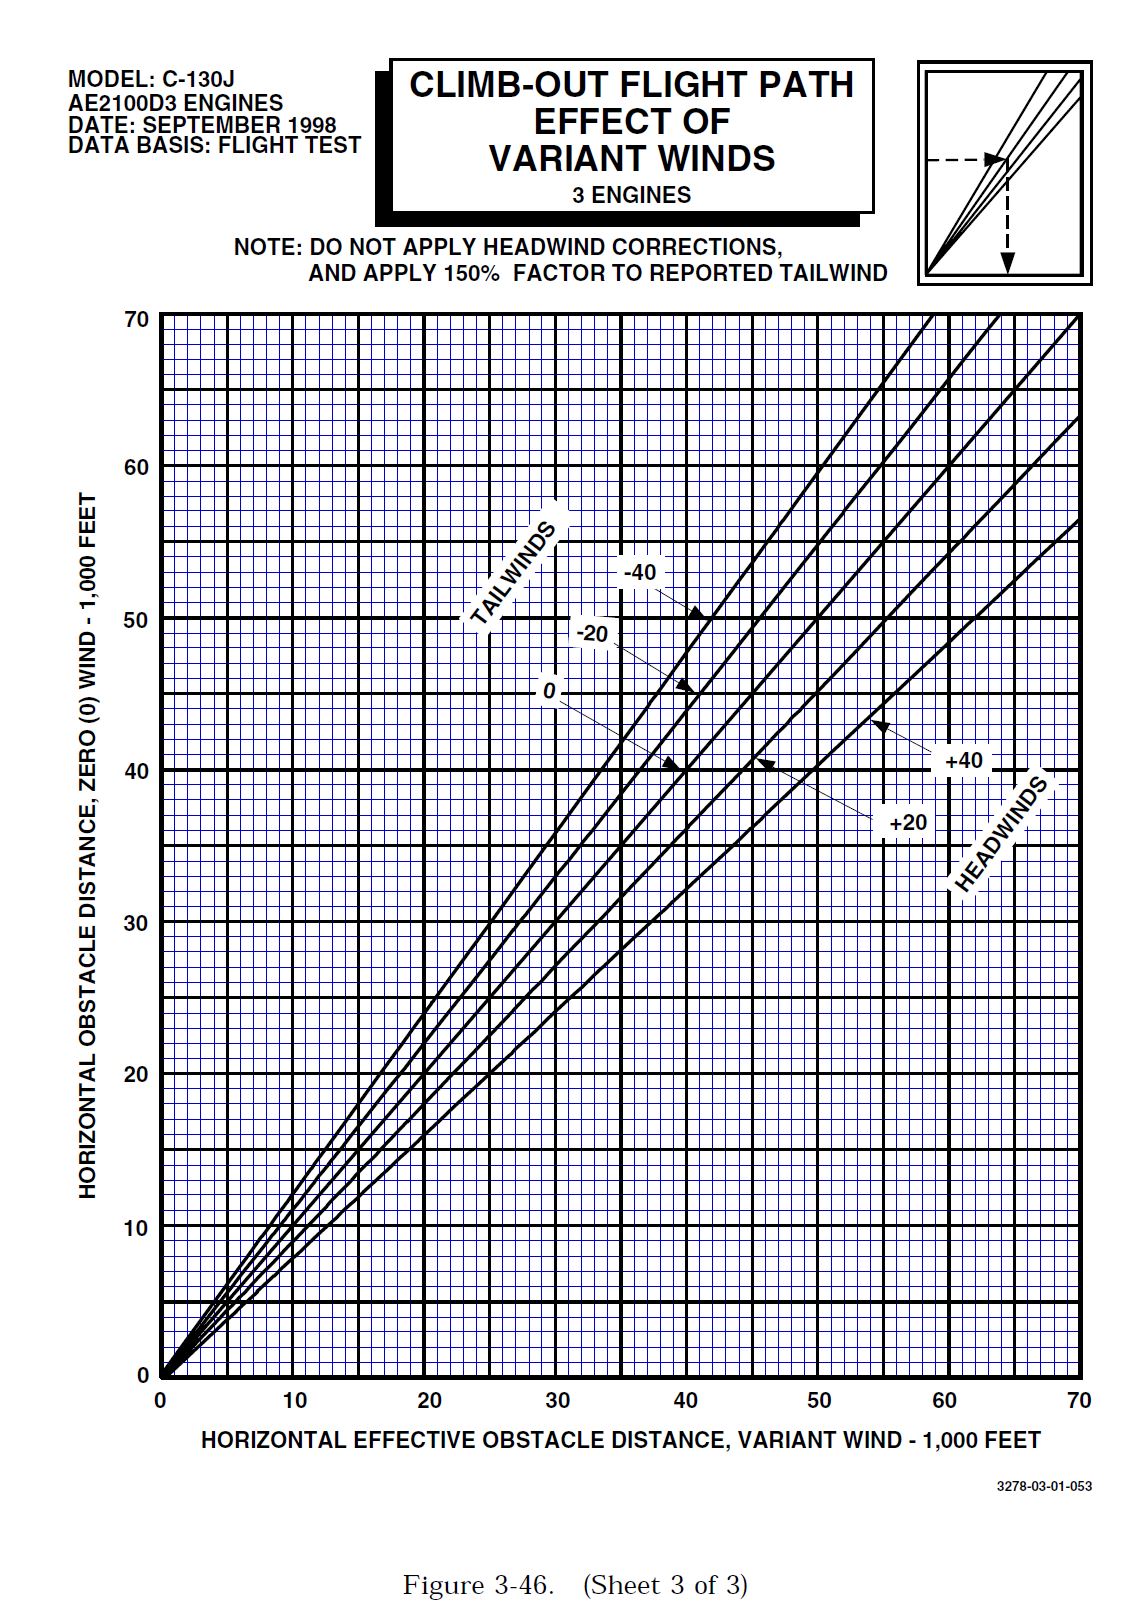 MODEL: C-130J
AE2100D3 ENGINES
DATE: SEPTEMBER 1998
DATA BASIS: FLIGHT TEST
CLIMB-OUT FLIGHT PATH
EFFECT OF
VARIANT WINDS
3 ENGINES
NOTE: DO NOT APPLY HEADWIND CORRECTIONS,
AND APPLY 150% FACTOR TO REPORTED TAILWIND
HORIZONTAL OBSTACLE DISTANCE, ZERO (0) WIND - 1,000 FEET
70
60
50
40
30
20
10
0
TAILWINDS
-40
-20
0
+40
+20
HEADWINDS
0 10 20 30 40 50 60 70
HORIZONTAL EFFECTIVE OBSTACLE DISTANCE, VARIANT WIND - 1,000 FEET
3278-03-01-053
Figure 3-46. (Sheet 3 of 3)